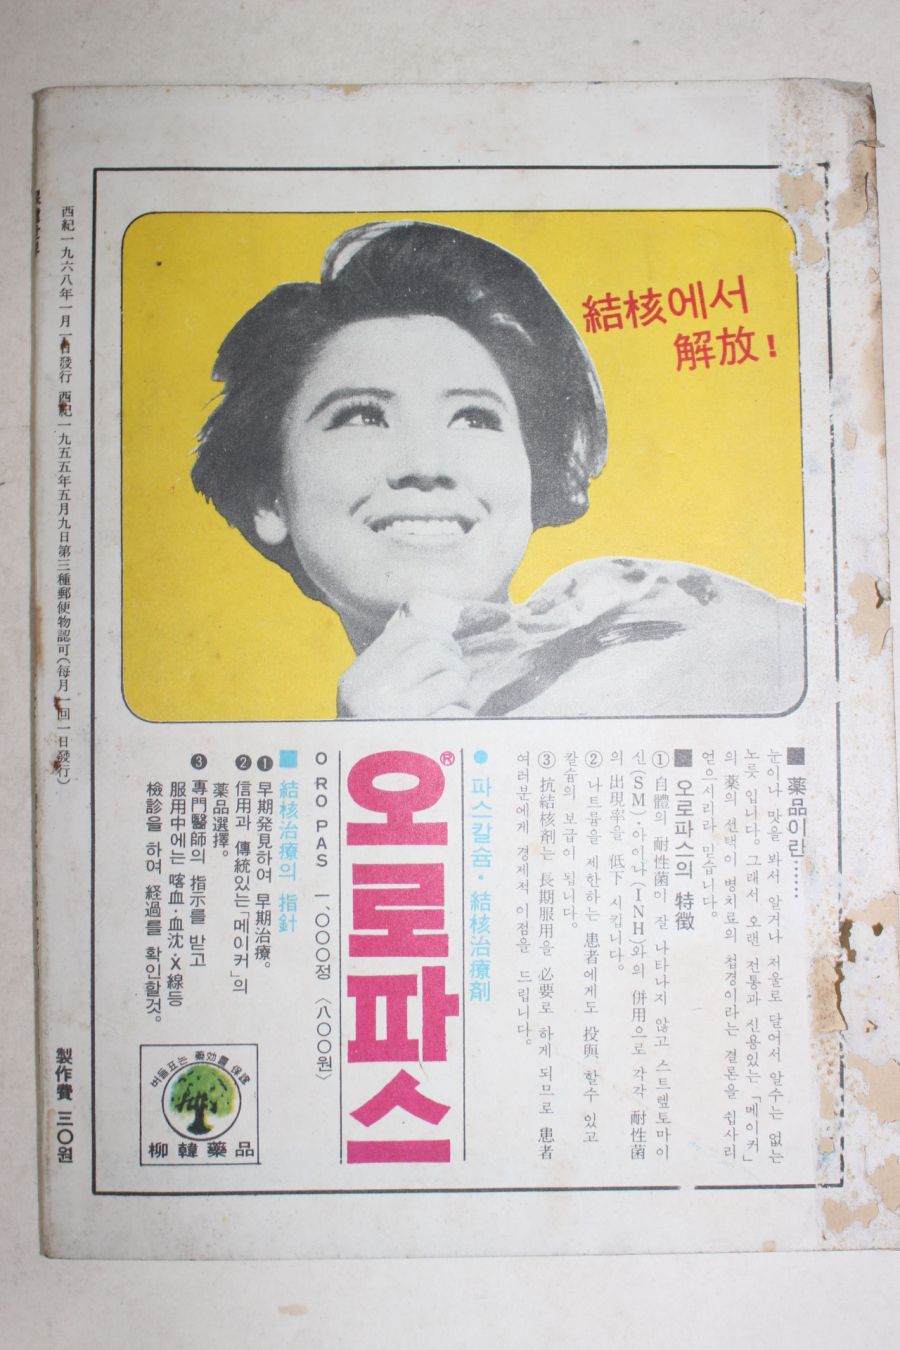 結核에서
解放!
■ 藥品이란……
눈이나 맛을 봐서 알거나 저울로 달어서 알수는 없는
노릇 입니다。그래서 오랜 전통과 신용있는「메이커」
의 藥의 선택이 병치료의 첩경이라는 결론을 쉽사리
얻으시리라 믿습니다。
■ 오로파스의 特徵
① 自體의 耐性菌이 잘 나타나지 않고 스트렢토마이
신(SM)·아이나(INH)와의 併用으로 각각 耐性菌
의 出現率을 低下 시킵니다。
② 나트륨을 제한하는 患者에게도 投與 할수 있고
칼슘의 보급이 됩니다。
③ 抗結核剤는 長期服用을 必要로 하게 되므로 患者
여러분에게 경제적 이점을 드립니다。
● 파스칼슘·結核治療剤
오로파스®
ORO PAS 一、○○○정 〈八○○원〉
■ 結核治療의 指針
❶ 早期発見하여 早期治療。
❷ 信用과 傳統있는「메이커」의
藥品選擇。
❸ 專門醫師의 指示를 받고
服用中에는 喀血·血沈·X線등
檢診을 하여 経過를 확인할것。
버들표는 藥効를 保證
柳韓藥品
西紀一九六八年一月一日發行 西紀一九五五年五月九日第三種郵便物認可(每月一回一日發行)
製作費 三○원